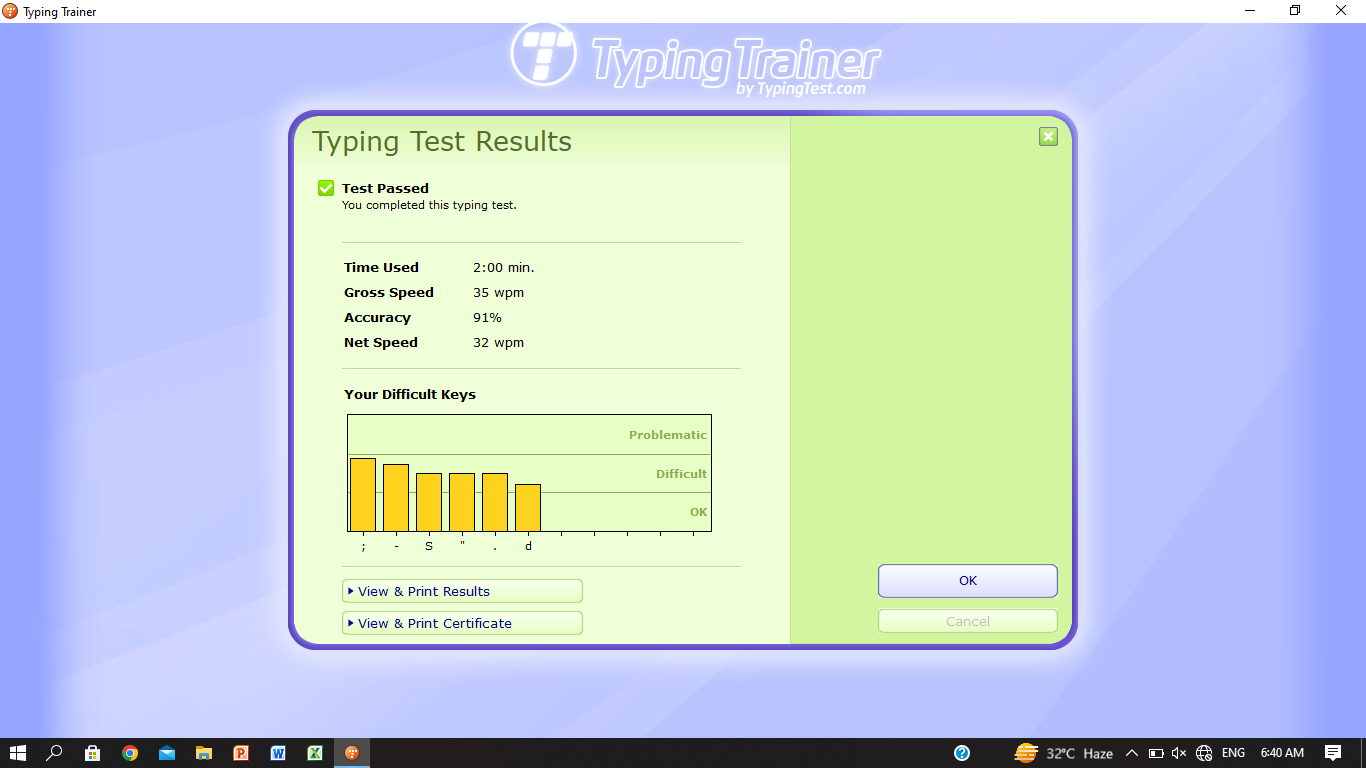 Typing Trainer
TypingTrainer
by TypingTest.com
Typing Test Results
Test Passed
You completed this typing test.
Time Used 2:00 min.
Gross Speed 35 wpm
Accuracy 91%
Net Speed 32 wpm
Your Difficult Keys
Problematic
Difficult
OK
; - S " . d
View & Print Results
View & Print Certificate
OK
Cancel
32°C Haze ENG 6:40 AM